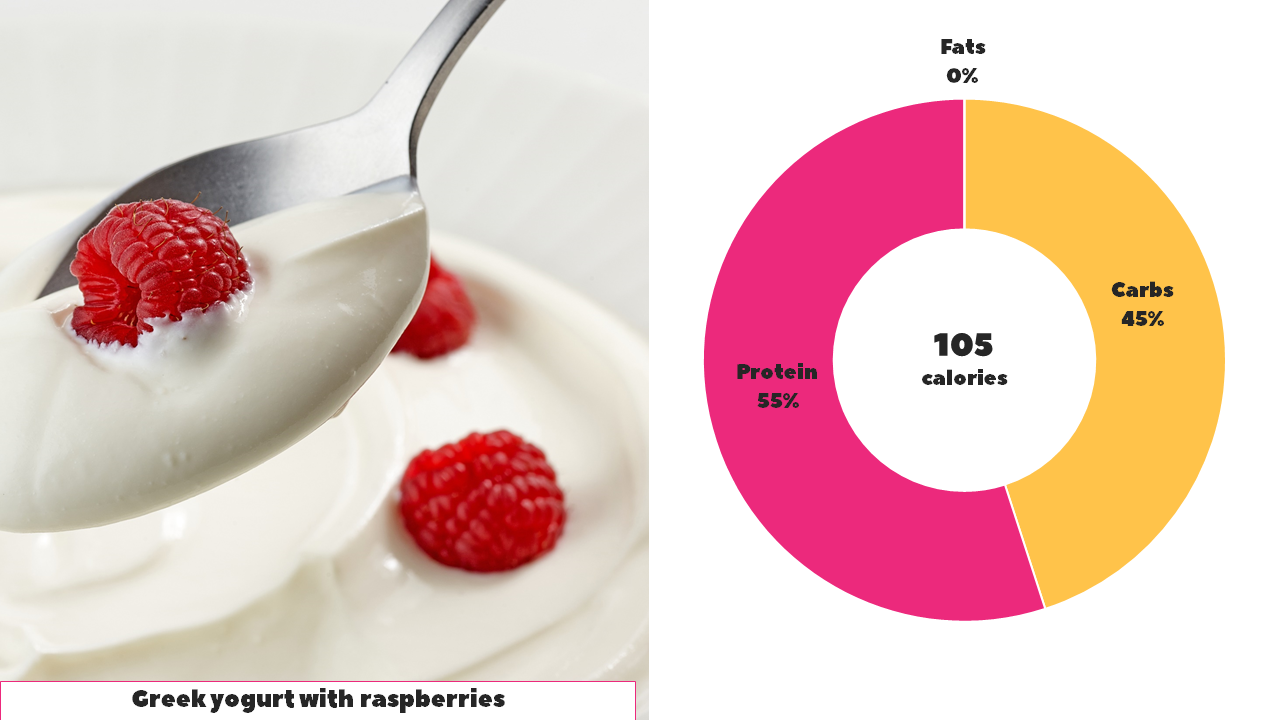 Fats
0%
Carbs
45%
105
calories
Protein
55%
Greek yogurt with raspberries